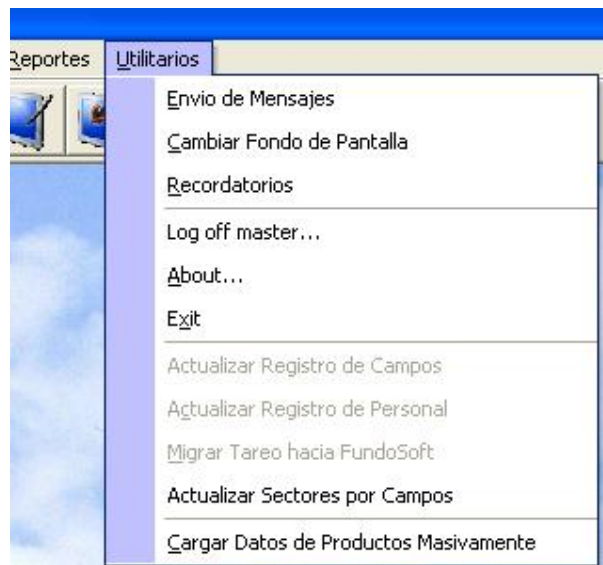 Reportes Utilitarios
Envio de Mensajes
Cambiar Fondo de Pantalla
Recordatorios
Log off master...
About...
Exit
Actualizar Registro de Campos
Actualizar Registro de Personal
Migrar Tareo hacia FundoSoft
Actualizar Sectores por Campos
Cargar Datos de Productos Masivamente